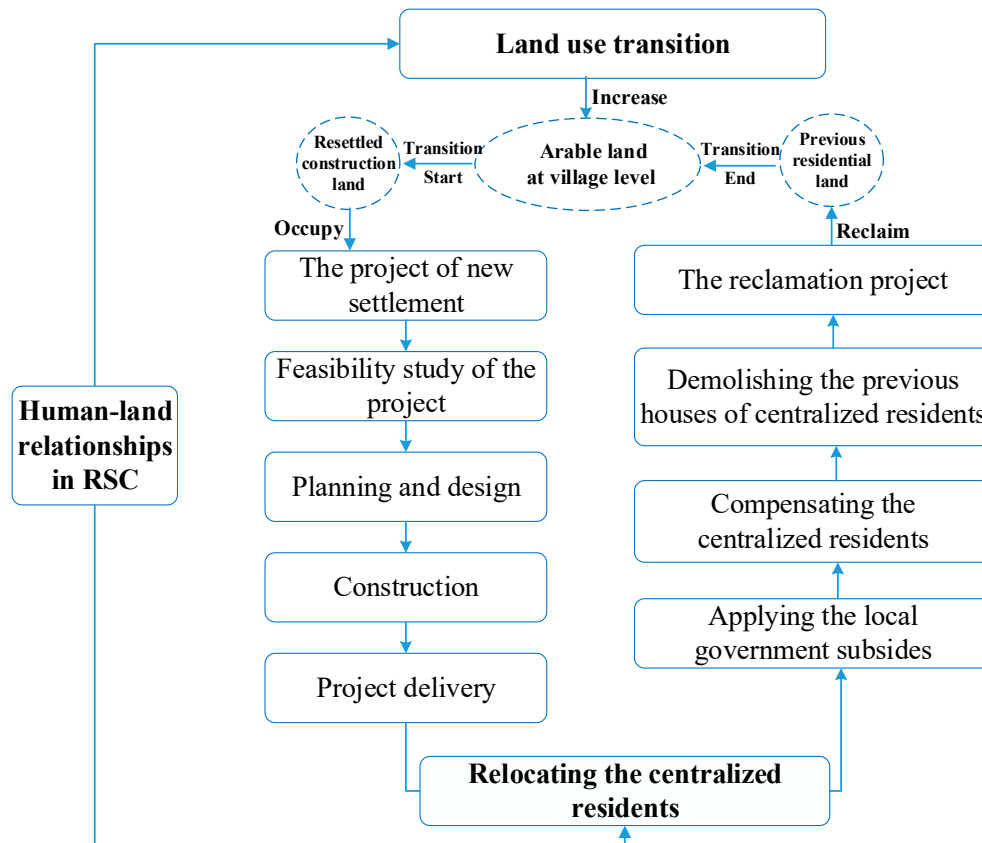 Land use transition
Increase
Resettled
construction
land
Transition
Start
Arable land
at village level
Transition
End
Previous
residential
land
Occupy
Reclaim
The project of new
settlement
The reclamation project
Feasibility study of the
project
Demolishing the previous
houses of centralized residents
Human-land
relationships
in RSC
Planning and design
Compensating the
centralized residents
Construction
Applying the local
government subsides
Project delivery
Relocating the centralized
residents